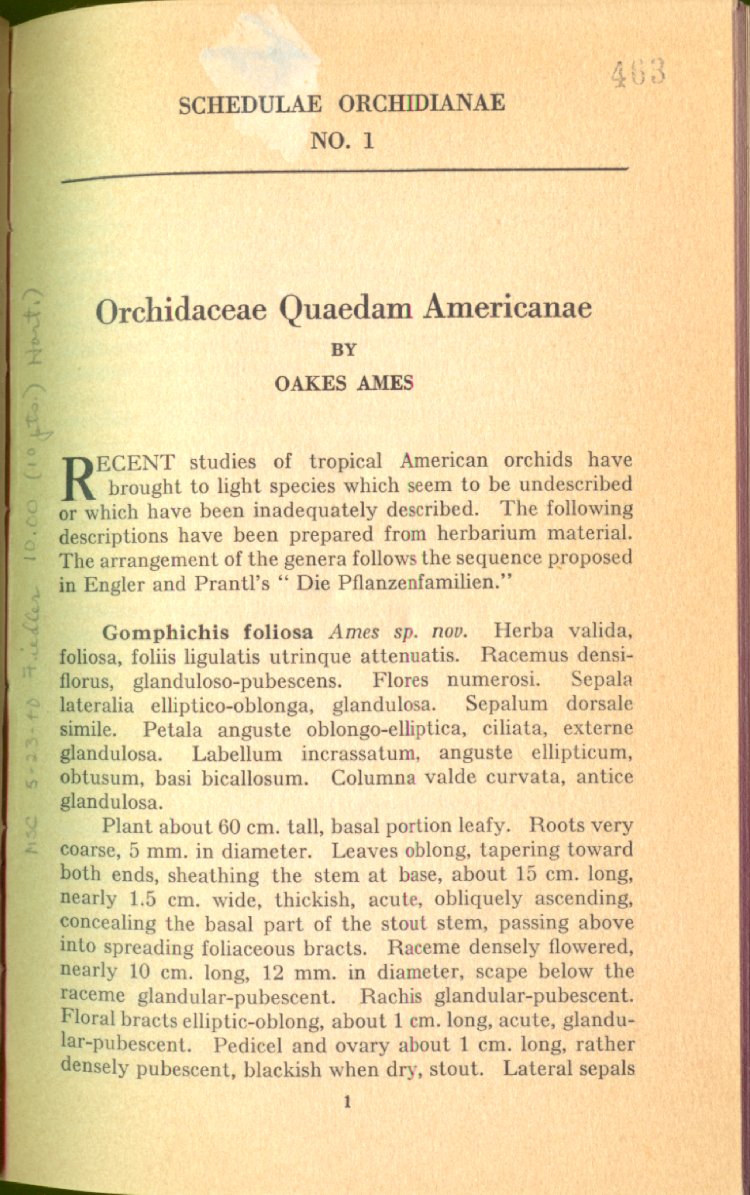 463
SCHEDULAE ORCHIDIANAE
NO. 1
Orchidaceae Quaedam Americanae
BY
OAKES AMES
RECENT studies of tropical American orchids have
brought to light species which seem to be undescribed
or which have been inadequately described. The following
descriptions have been prepared from herbarium material.
The arrangement of the genera follows the sequence proposed
in Engler and Prantl's “ Die Pflanzenfamilien.”
Gomphichis foliosa Ames sp. nov. Herba valida,
foliosa, foliis ligulatis utrinque attenuatis. Racemus densi-
florus, glanduloso-pubescens. Flores numerosi. Sepala
lateralia elliptico-oblonga, glandulosa. Sepalum dorsale
simile. Petala anguste oblongo-elliptica, ciliata, externe
glandulosa. Labellum incrassatum, anguste ellipticum,
obtusum, basi bicallosum. Columna valde curvata, antice
glandulosa.
Plant about 60 cm. tall, basal portion leafy. Roots very
coarse, 5 mm. in diameter. Leaves oblong, tapering toward
both ends, sheathing the stem at base, about 15 cm. long,
nearly 1.5 cm. wide, thickish, acute, obliquely ascending,
concealing the basal part of the stout stem, passing above
into spreading foliaceous bracts. Raceme densely flowered,
nearly 10 cm. long, 12 mm. in diameter, scape below the
raceme glandular-pubescent. Rachis glandular-pubescent.
Floral bracts elliptic-oblong, about 1 cm. long, acute, glandu-
lar-pubescent. Pedicel and ovary about 1 cm. long, rather
densely pubescent, blackish when dry, stout. Lateral sepals
1
MSC 5-23-40 Fiedler 10.00 (10 pts.) Hort.)